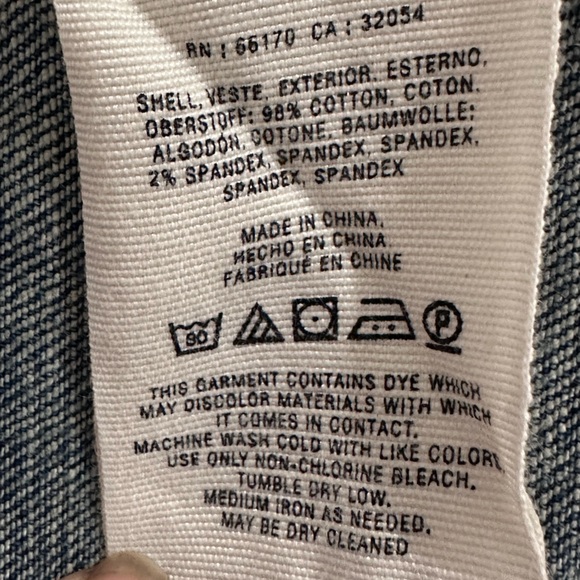 RN : 66170 CA : 32054
SHELL, VESTE, EXTERIOR, ESTERNO,
OBERSTOFF: 98% COTTON, COTON,
ALGODÓN, COTONE, BAUMWOLLE;
2% SPANDEX, SPANDEX, SPANDEX,
SPANDEX, SPANDEX
MADE IN CHINA,
HECHO EN CHINA
FABRIQUÉ EN CHINE
30 P
THIS GARMENT CONTAINS DYE WHICH
MAY DISCOLOR MATERIALS WITH WHICH
IT COMES IN CONTACT.
MACHINE WASH COLD WITH LIKE COLORS
USE ONLY NON-CHLORINE BLEACH.
TUMBLE DRY LOW.
MEDIUM IRON AS NEEDED,
MAY BE DRY CLEANED